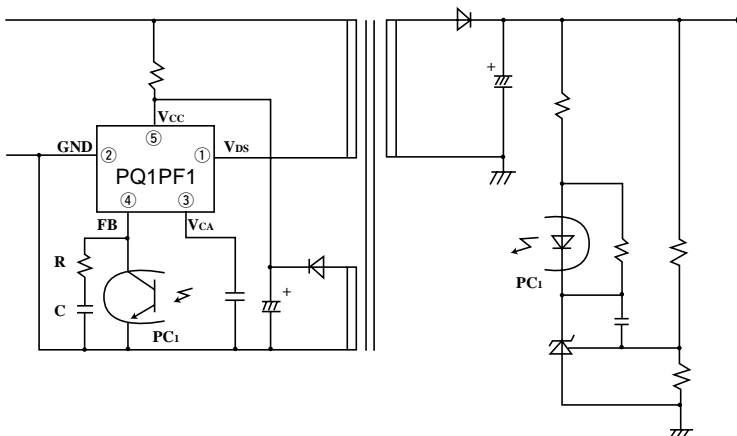 VCC
GND
VDS
⑤
②
①
PQ1PF1
④
③
FB
VCA
R
C
PC1
+
+
PC1